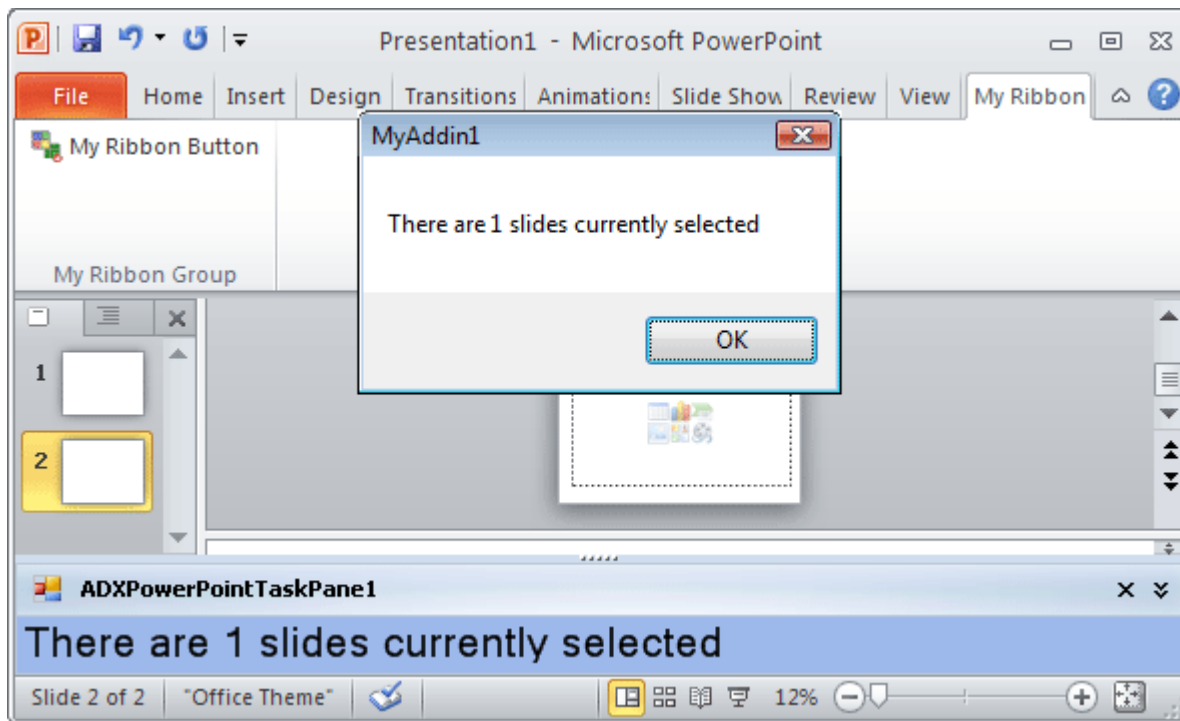 Presentation1 - Microsoft PowerPoint
File Home Insert Design Transitions Animations Slide Show Review View My Ribbon
My Ribbon Button
My Ribbon Group
MyAddin1
There are 1 slides currently selected
OK
1
2
ADXPowerPointTaskPane1
There are 1 slides currently selected
Slide 2 of 2 "Office Theme" 12%